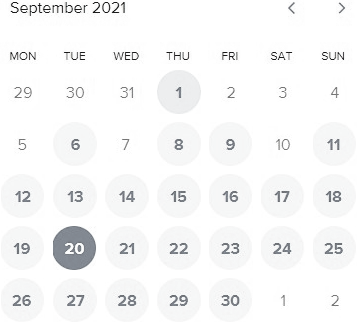 September 2021
MON TUE WED THU FRI SAT SUN
29 30 31 1 2 3 4
5 6 7 8 9 10 11
12 13 14 15 16 17 18
19 20 21 22 23 24 25
26 27 28 29 30 1 2